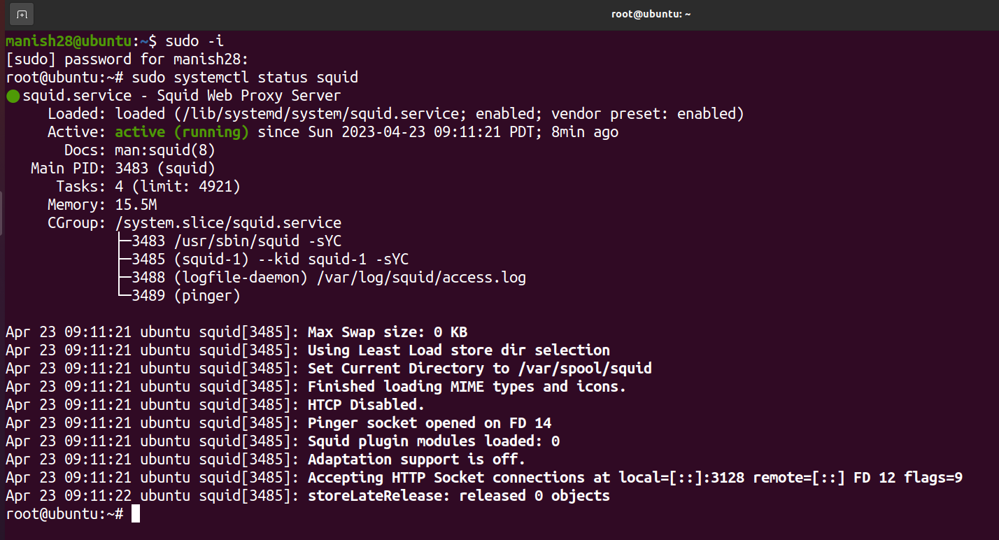 root@ubuntu: ~
manish28@ubuntu:~$ sudo -i
[sudo] password for manish28:
root@ubuntu:~# sudo systemctl status squid
● squid.service - Squid Web Proxy Server
     Loaded: loaded (/lib/systemd/system/squid.service; enabled; vendor preset: enabled)
     Active: active (running) since Sun 2023-04-23 09:11:21 PDT; 8min ago
       Docs: man:squid(8)
   Main PID: 3483 (squid)
      Tasks: 4 (limit: 4921)
     Memory: 15.5M
     CGroup: /system.slice/squid.service
             ├─3483 /usr/sbin/squid -sYC
             ├─3485 (squid-1) --kid squid-1 -sYC
             ├─3488 (logfile-daemon) /var/log/squid/access.log
             └─3489 (pinger)

Apr 23 09:11:21 ubuntu squid[3485]: Max Swap size: 0 KB
Apr 23 09:11:21 ubuntu squid[3485]: Using Least Load store dir selection
Apr 23 09:11:21 ubuntu squid[3485]: Set Current Directory to /var/spool/squid
Apr 23 09:11:21 ubuntu squid[3485]: Finished loading MIME types and icons.
Apr 23 09:11:21 ubuntu squid[3485]: HTCP Disabled.
Apr 23 09:11:21 ubuntu squid[3485]: Pinger socket opened on FD 14
Apr 23 09:11:21 ubuntu squid[3485]: Squid plugin modules loaded: 0
Apr 23 09:11:21 ubuntu squid[3485]: Adaptation support is off.
Apr 23 09:11:21 ubuntu squid[3485]: Accepting HTTP Socket connections at local=[::]:3128 remote=[::] FD 12 flags=9
Apr 23 09:11:22 ubuntu squid[3485]: storeLateRelease: released 0 objects
root@ubuntu:~#